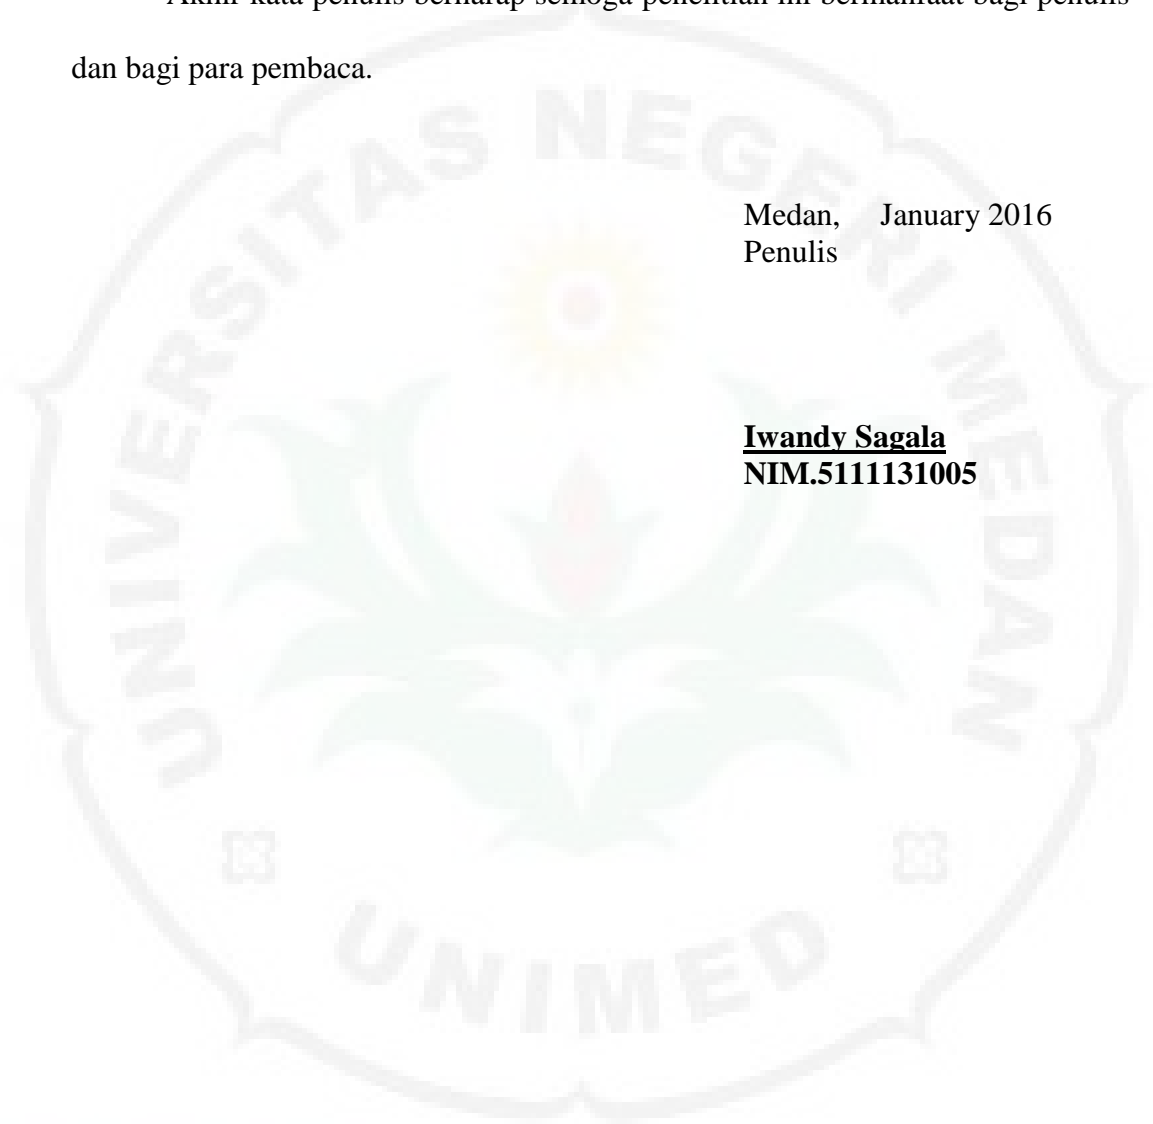 Akhir kata penulis berharap semoga penelitian ini bermanfaat bagi penulis
dan bagi para pembaca.
Medan, January 2016
Penulis
Iwandy Sagala
NIM.5111131005
UNIVERSITAS NEGERI MEDAN
UNIMED